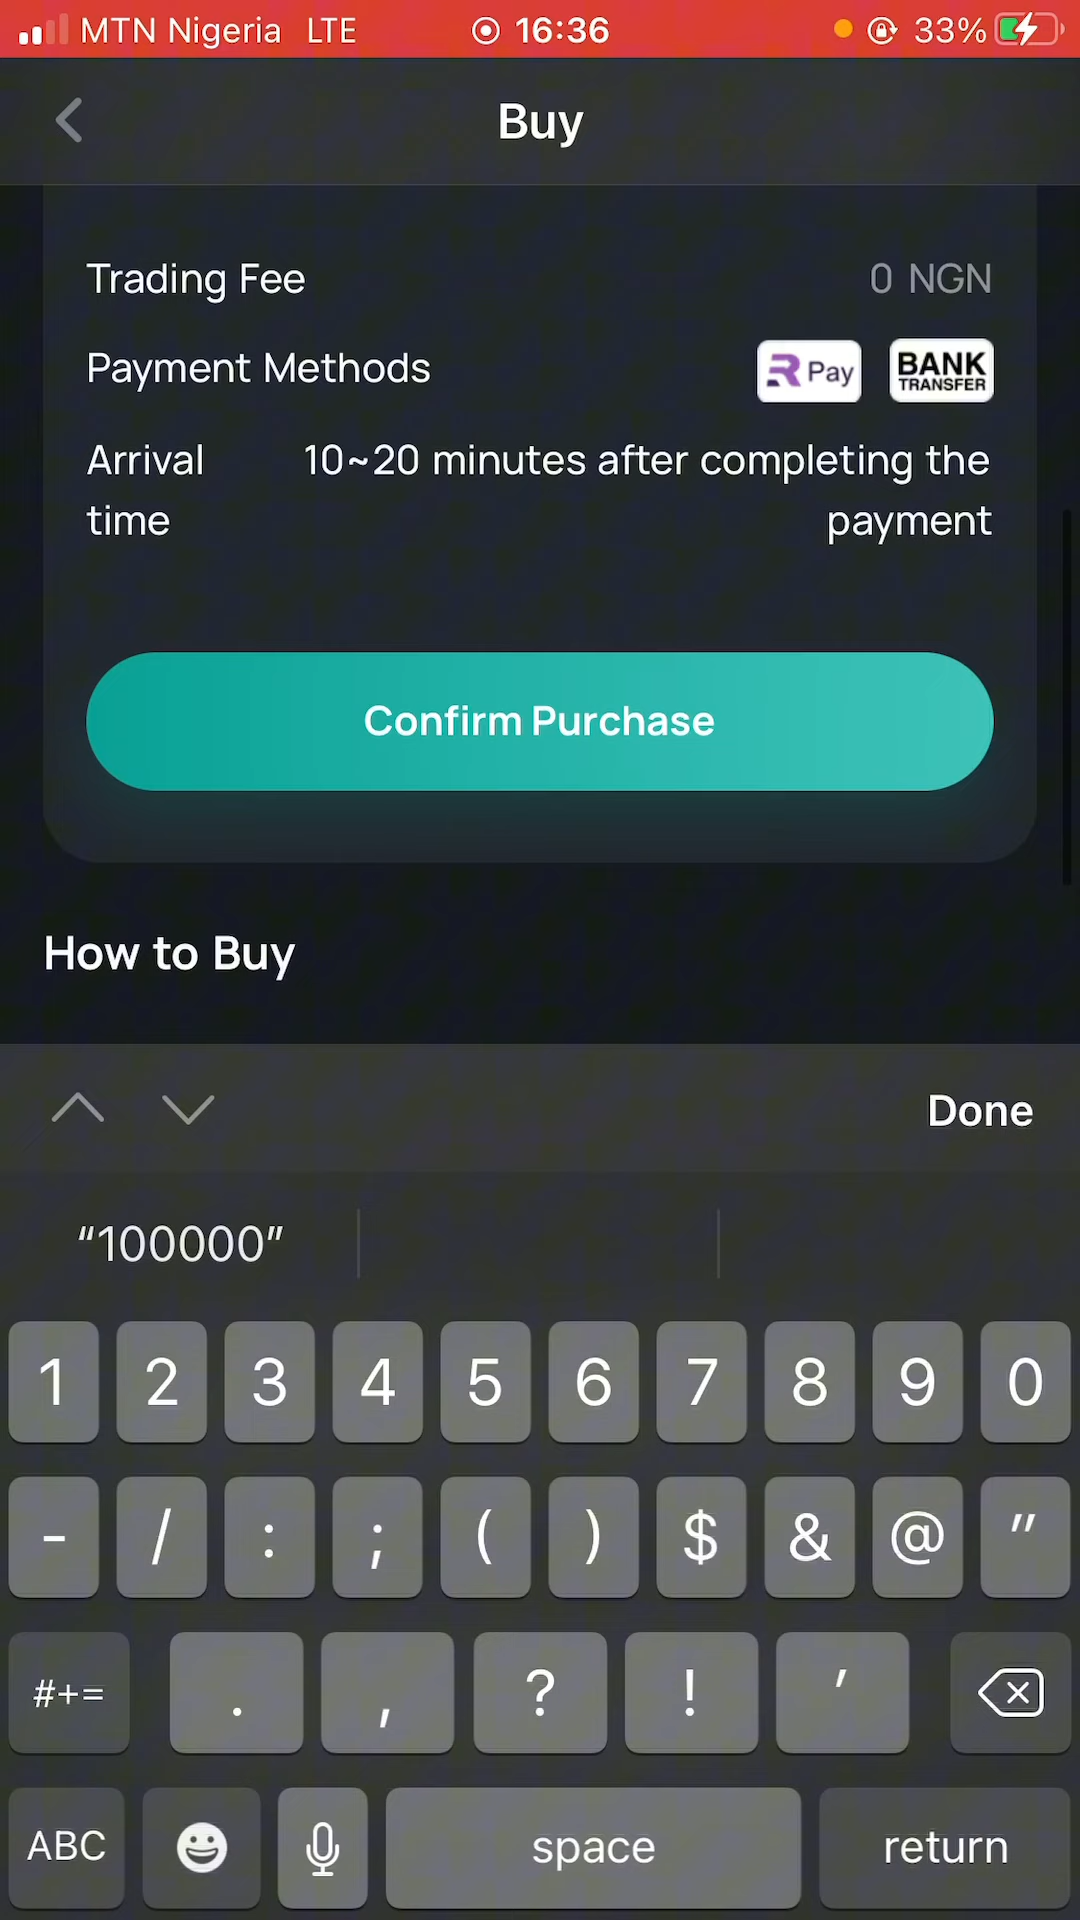 MTN Nigeria LTE 16:36 33%
Buy
Trading Fee 0 NGN
Payment Methods R Pay BANK TRANSFER
Arrival time 10~20 minutes after completing the payment
Confirm Purchase
How to Buy
Done
“100000”
1 2 3 4 5 6 7 8 9 0
- / : ; ( ) $ & @ "
#+= . , ? ! '
ABC space return